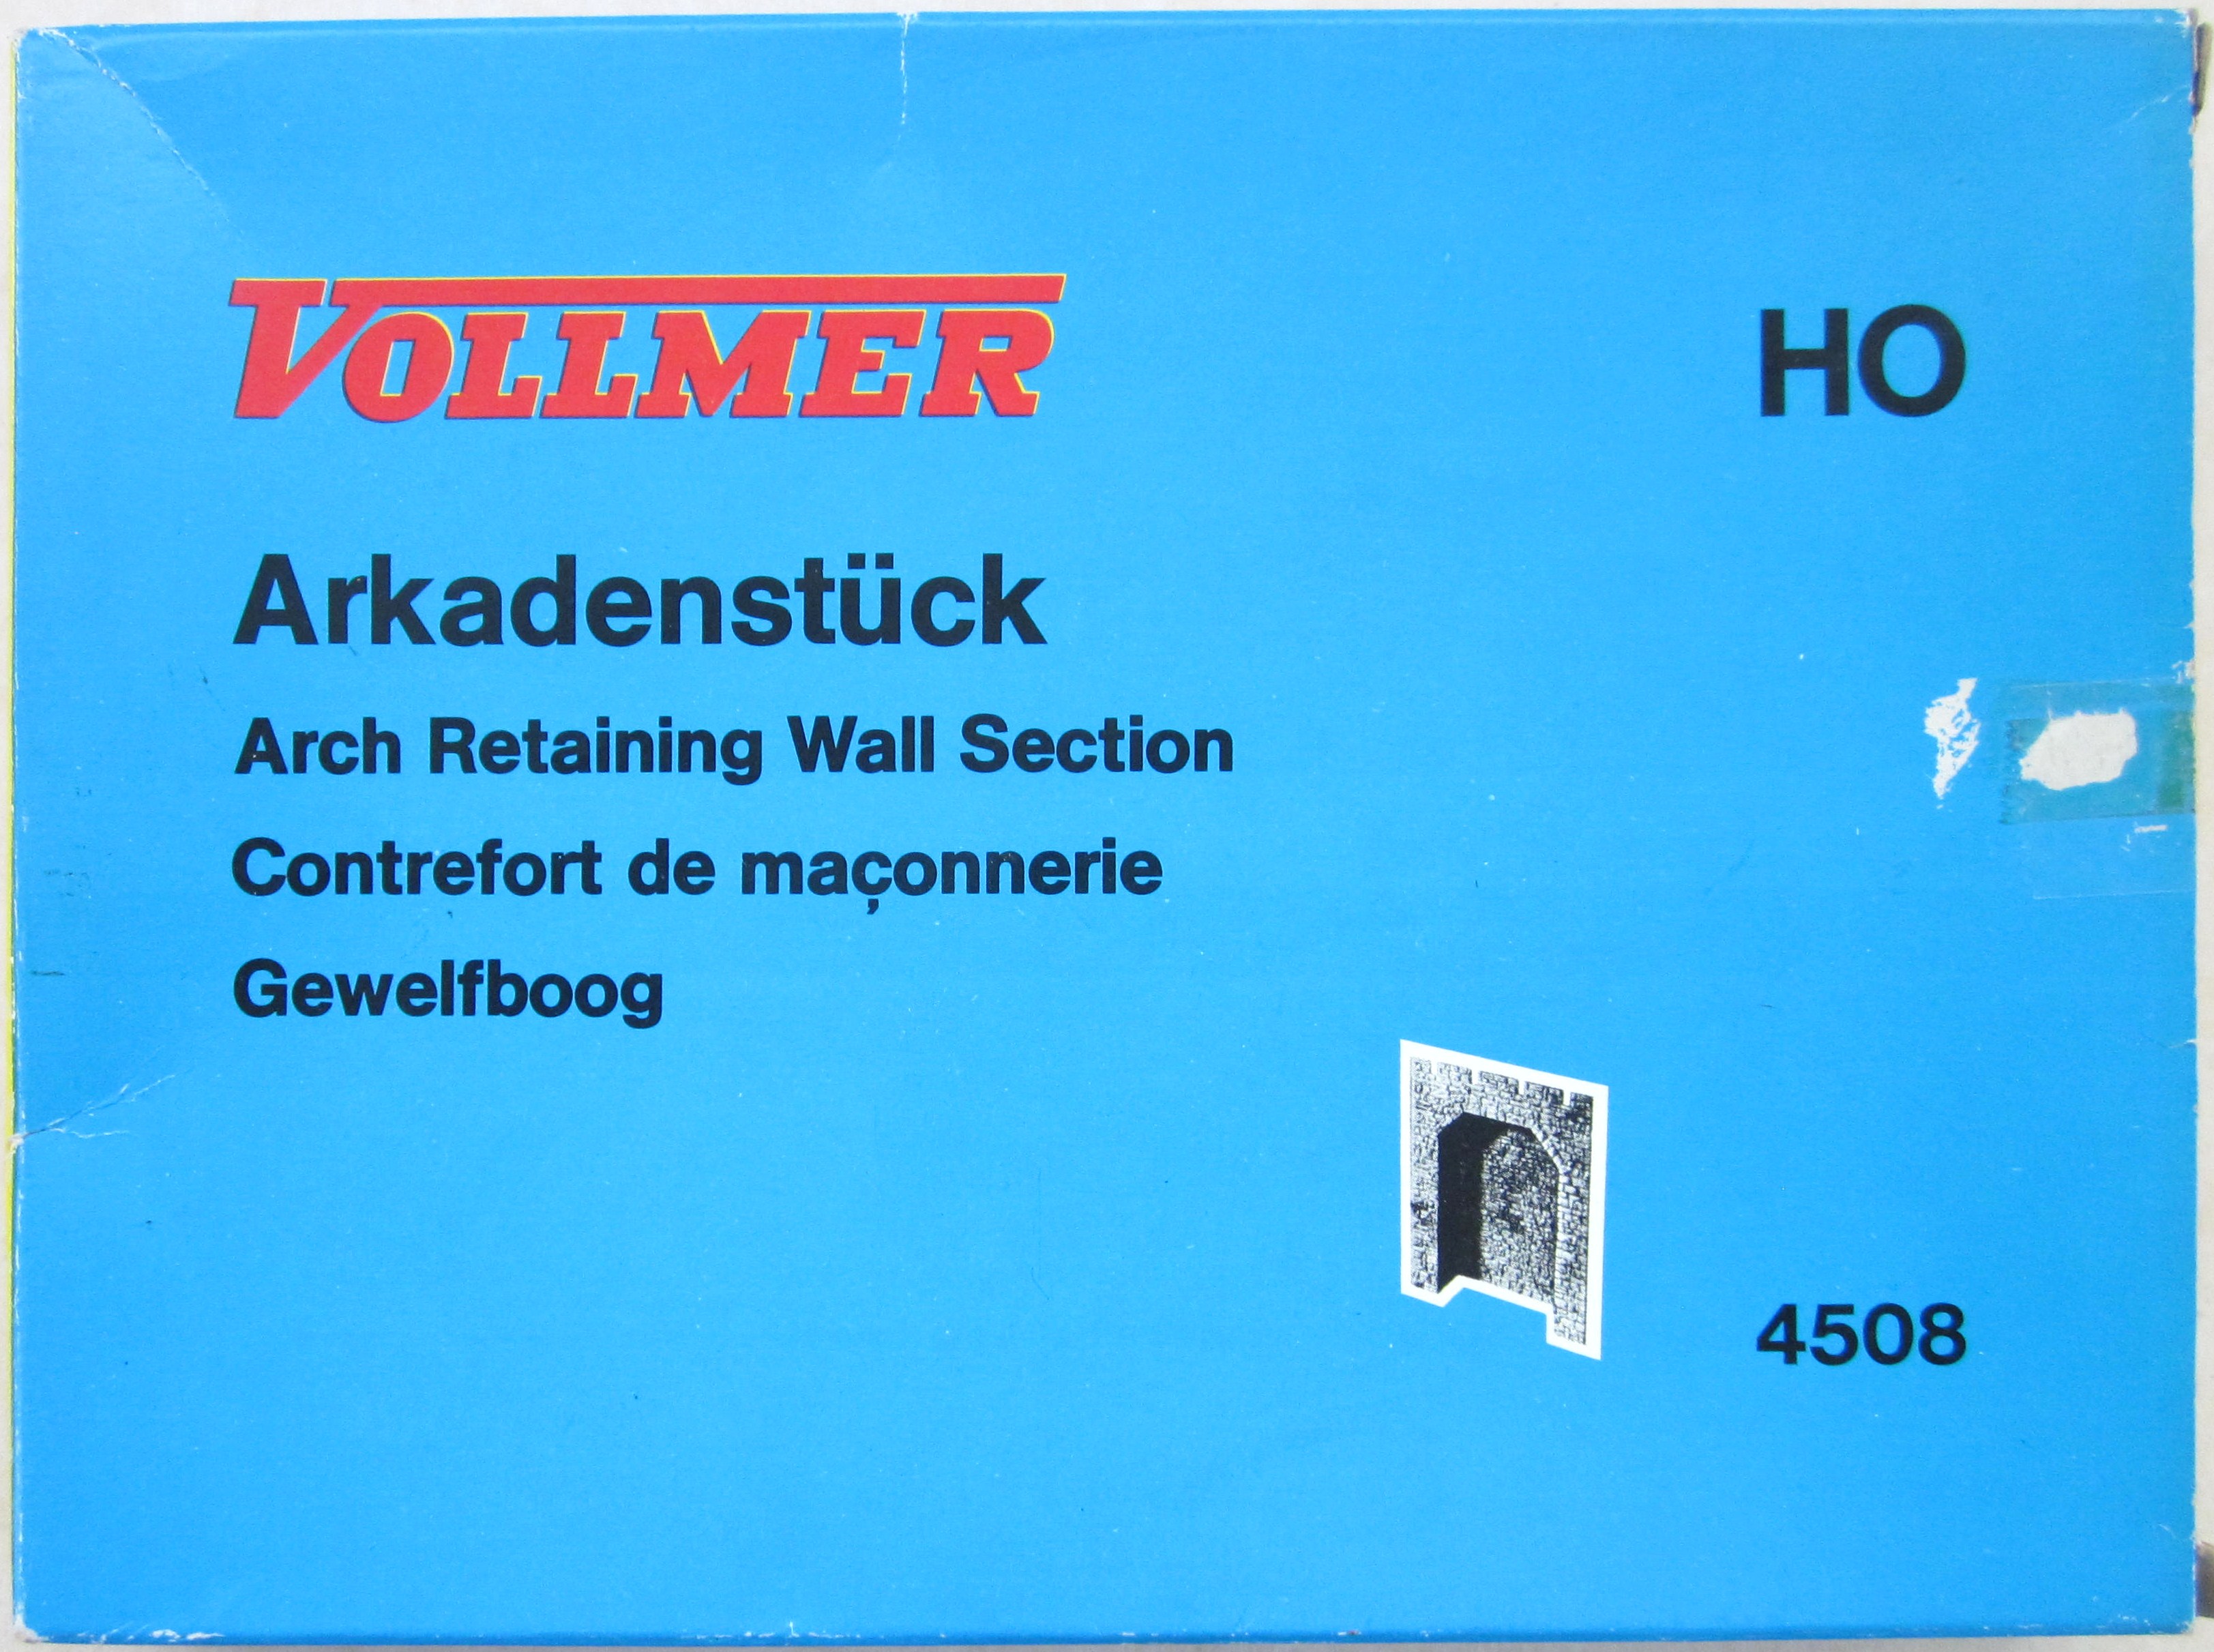 VOLLMER
HO
Arkadenstück
Arch Retaining Wall Section
Contrefort de maçonnerie
Gewelfboog
4508